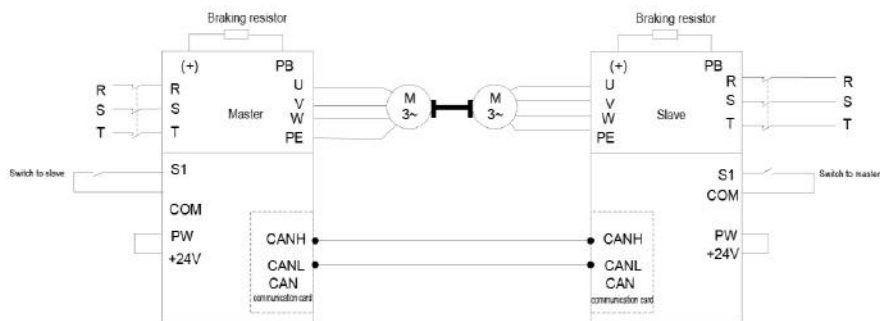 Braking resistor
Braking resistor
(+) PB
(+) PB
R R U U R R
S S V M 3~ M 3~ V S S
T T Master W W Slave T T
PE PE
Switch to slave S1
S1 Switch to master
COM
COM
PW
PW
+24V
+24V
CANH CANH
CANL CANL
CAN CAN
communication card communication card